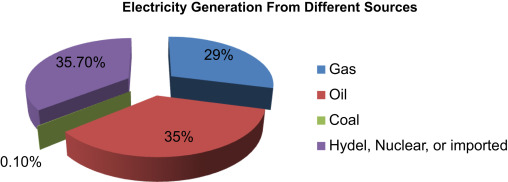 Electricity Generation From Different Sources
35.70%
29%
35%
0.10%
Gas
Oil
Coal
Hydel, Nuclear, or imported